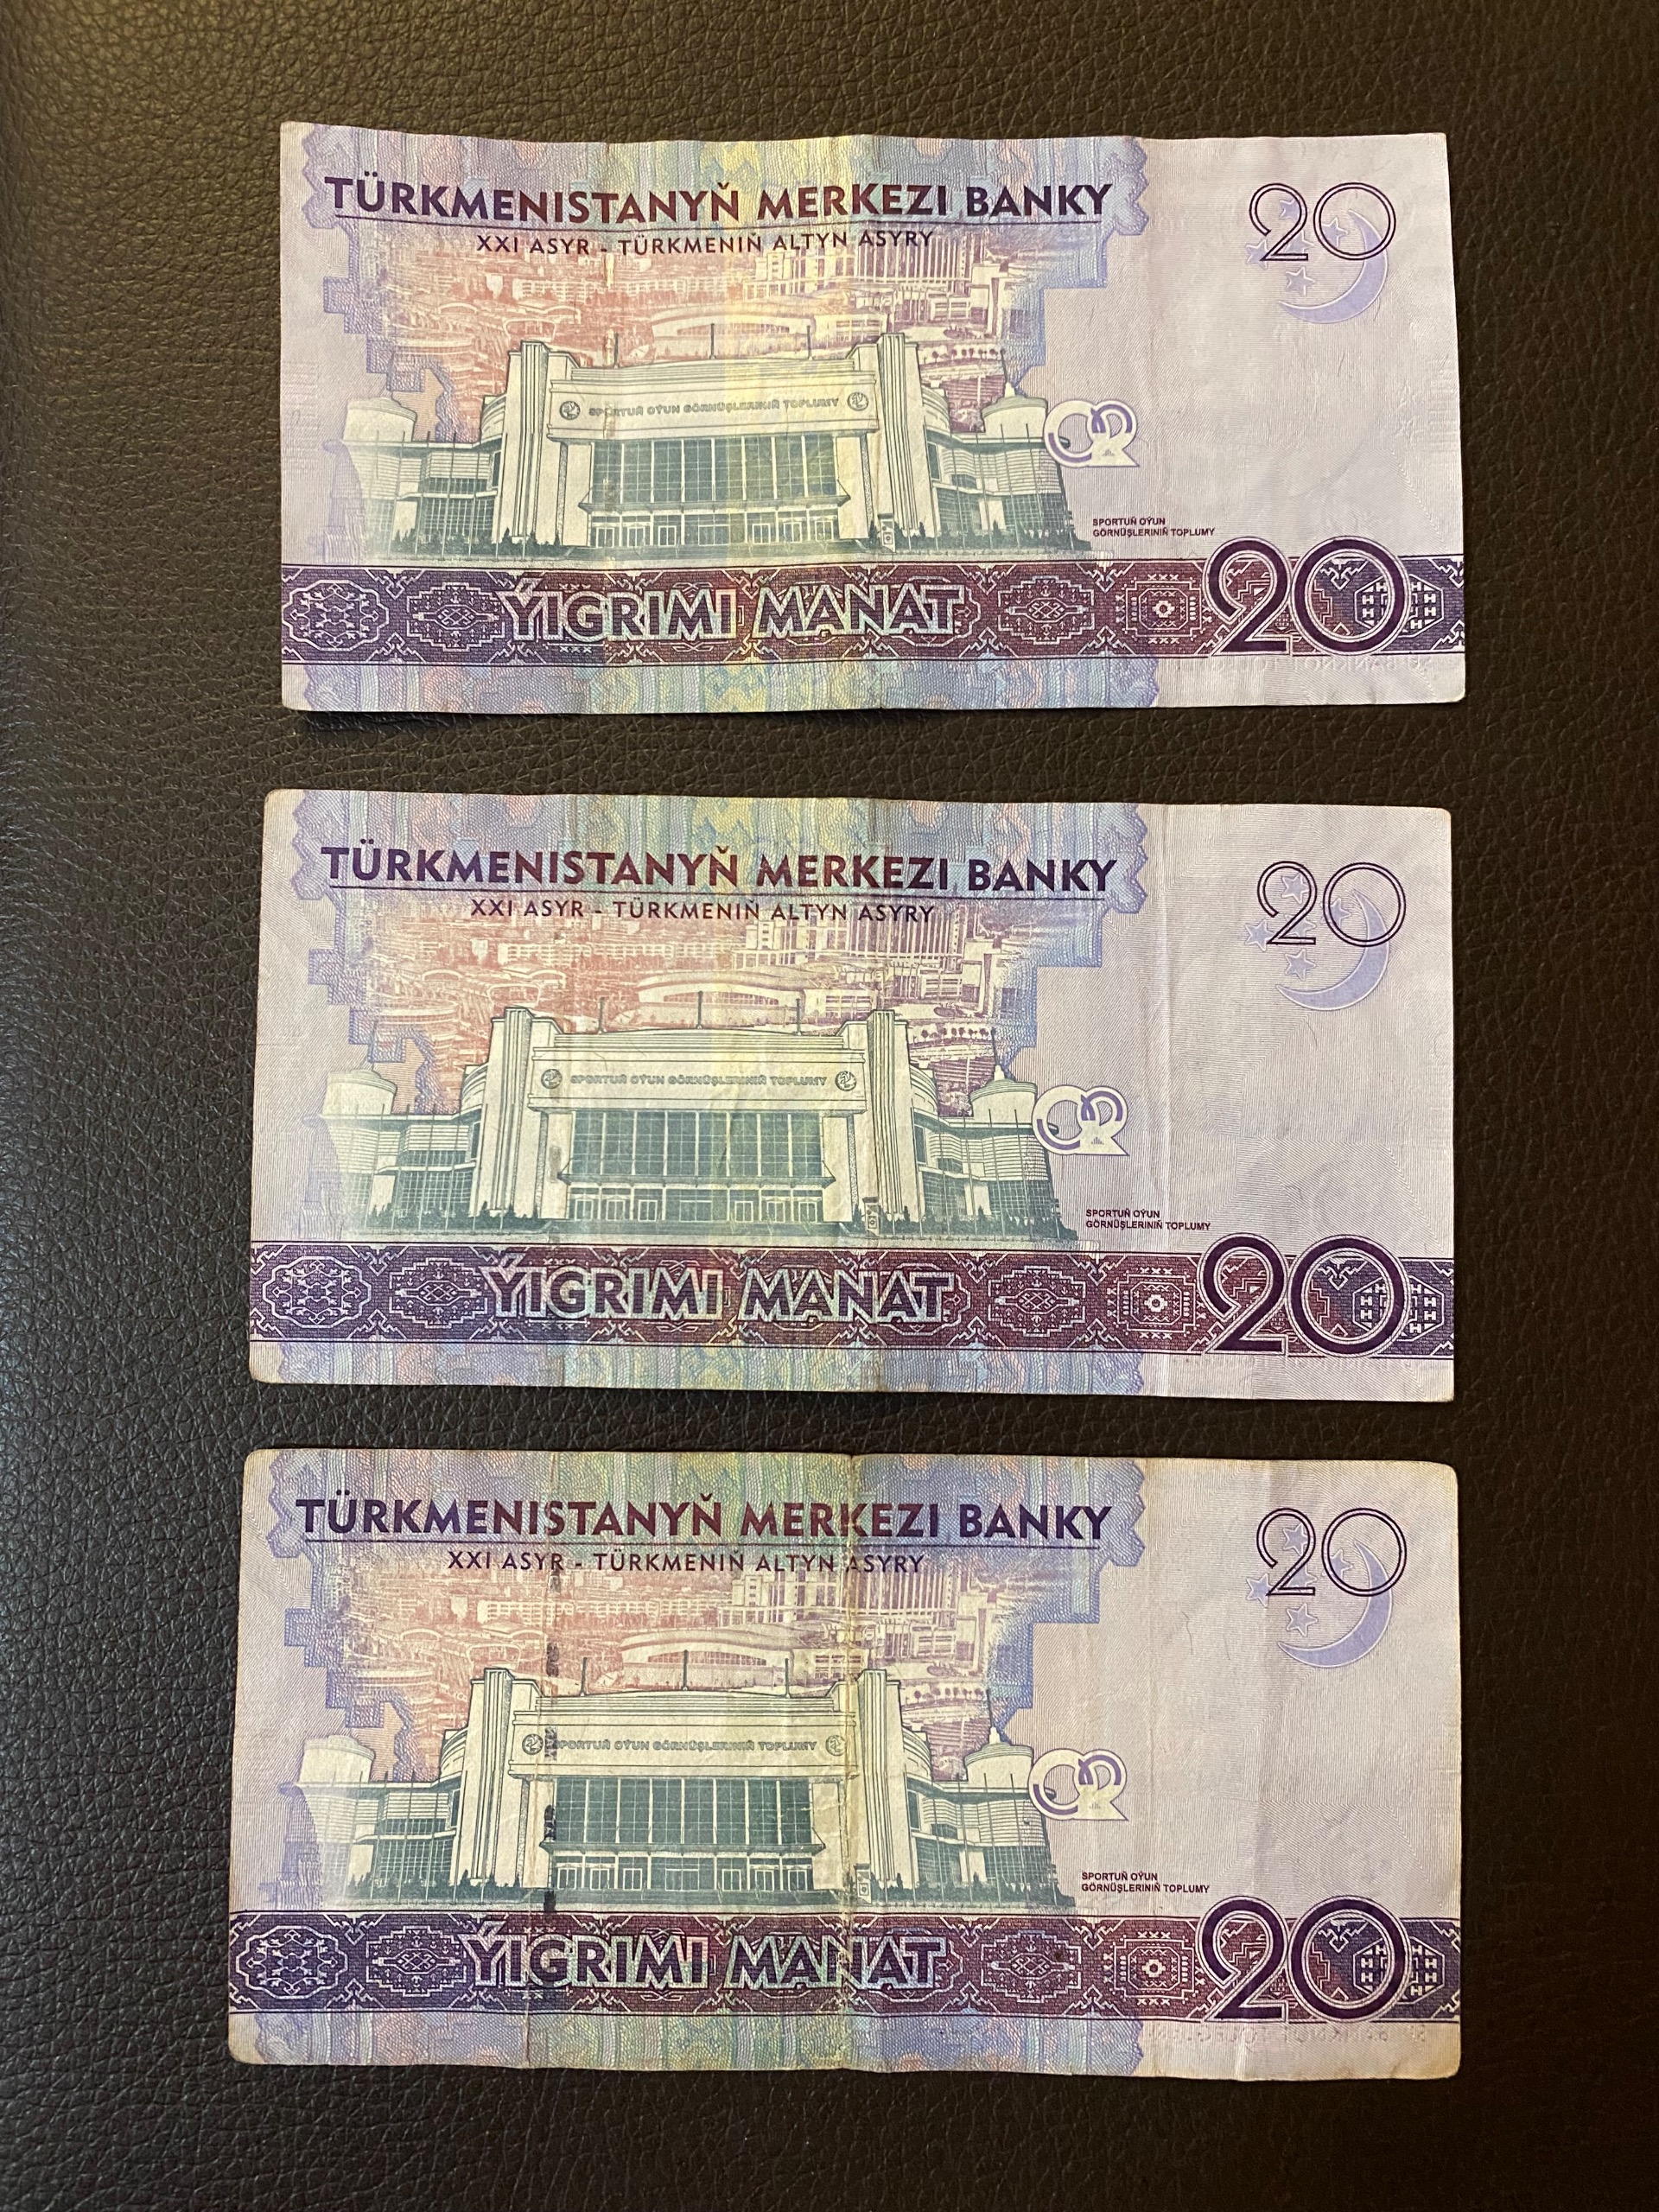 TÜRKMENISTANYŇ MERKEZI BANKY
XXI ASYR - TÜRKMENIŇ ALTYN ASYRY
20
SPORTUŇ OÝUN GÖRNÜŞLERINIŇ TOPLUMY
SPORTUŇ OÝUN
GÖRNÜŞLERINIŇ TOPLUMY
ÝIGRIMI MANAT
20
TÜRKMENISTANYŇ MERKEZI BANKY
XXI ASYR - TÜRKMENIŇ ALTYN ASYRY
20
SPORTUŇ OÝUN GÖRNÜŞLERINIŇ TOPLUMY
SPORTUŇ OÝUN
GÖRNÜŞLERINIŇ TOPLUMY
ÝIGRIMI MANAT
20
TÜRKMENISTANYŇ MERKEZI BANKY
XXI ASYR - TÜRKMENIŇ ALTYN ASYRY
20
SPORTUŇ OÝUN GÖRNÜŞLERINIŇ TOPLUMY
SPORTUŇ OÝUN
GÖRNÜŞLERINIŇ TOPLUMY
ÝIGRIMI MANAT
20